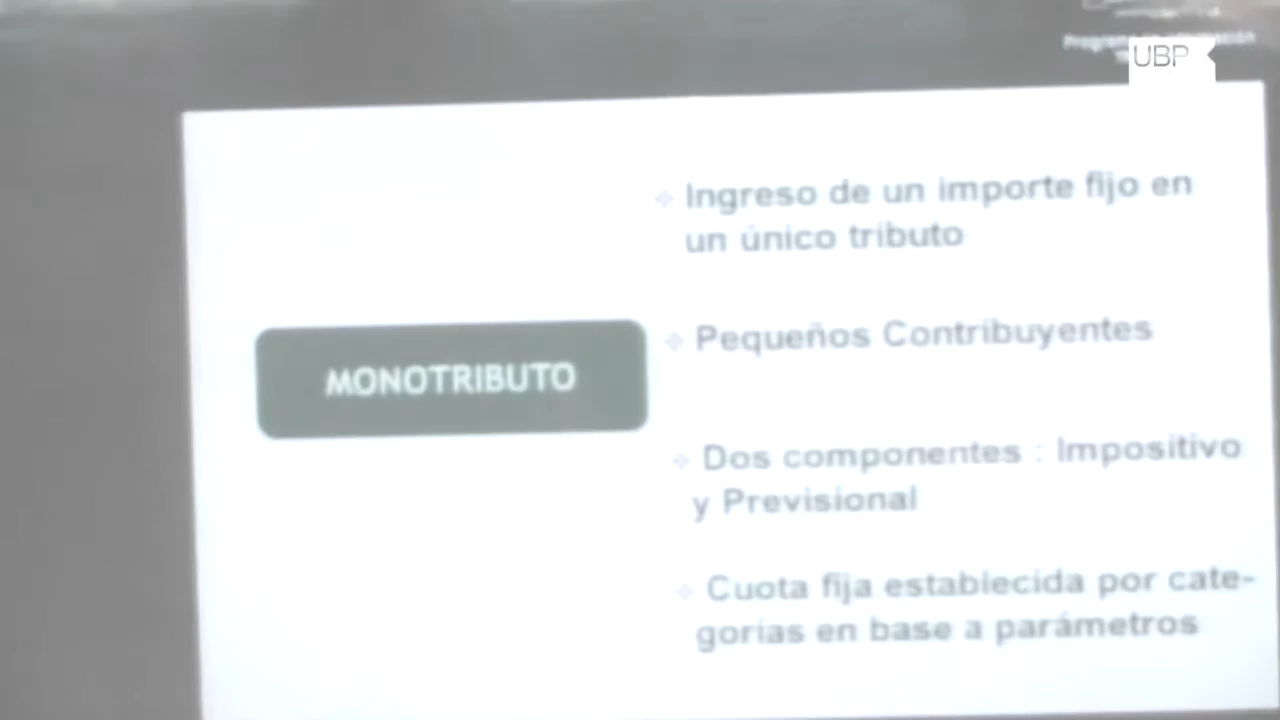 UBP
Ingreso de un importe fijo en
un único tributo
MONOTRIBUTO
Pequeños Contribuyentes
Dos componentes : Impositivo
y Previsional
Cuota fija establecida por cate-
gorías en base a parámetros